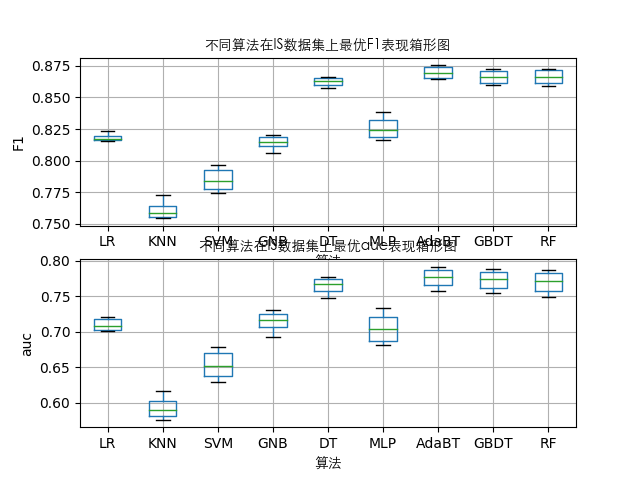 不同算法在IS数据集上最优F1表现箱形图
0.875
0.850
0.825
0.800
0.775
0.750
F1
LR KNN SVM GNB DT MLP AdaBT GBDT RF
算法
不同算法在IS数据集上最优auc表现箱形图
0.80
0.75
0.70
0.65
0.60
auc
LR KNN SVM GNB DT MLP AdaBT GBDT RF
算法